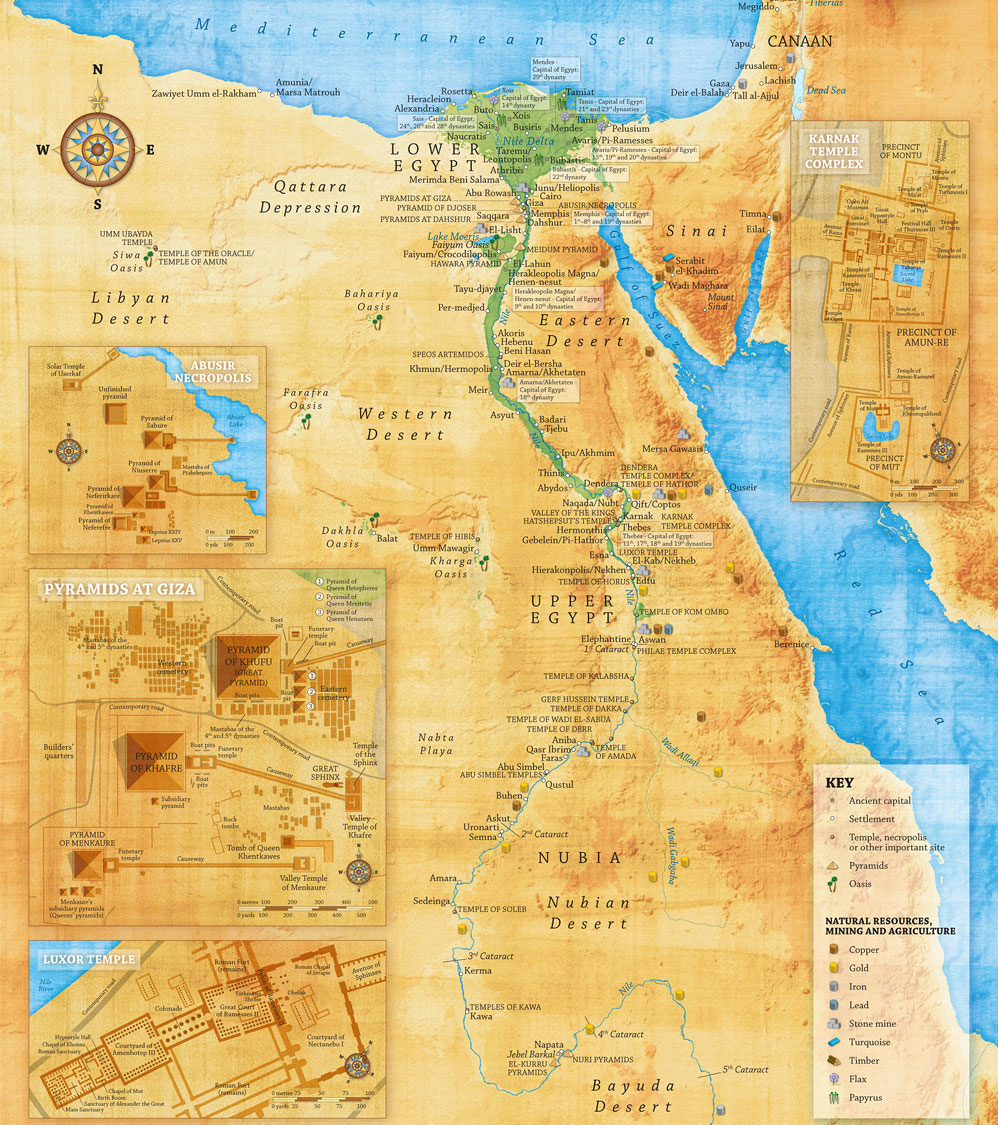 Mediterranean Sea
Megiddo
Tiberias
Yapu
CANAAN
Jerusalem
Lachish
Gaza
Deir el-Balah
Tall al-Ajjul
Dead Sea
N
W
E
S
Zawiyet Umm el-Rakham
Amunia/
Marsa Matrouh
Mendes -
Capital of Egypt:
29th dynasty
Rosetta
Heracleion
Alexandria
Xois
Capital of Egypt:
14th dynasty
Tamiat
Buto
Xois
Tanis - Capital of Egypt:
21st and 23rd dynasties
Sais - Capital of Egypt:
24th, 26th and 28th dynasties
Sais
Busiris
Mendes
Tanis
Pelusium
Naucratis
Nile Delta
Avaris/Pi-Ramesses
LOWER
EGYPT
Taremu/
Leontopolis
Avaris/Pi-Ramesses - Capital of Egypt:
15th, 19th and 20th dynasties
Bubastis
Athribis
Bubastis - Capital of Egypt:
22nd dynasty
Merimda Beni Salama
Qattara
Depression
Abu Rowash
Iunu/Heliopolis
Cairo
PYRAMIDS AT GIZA
Giza
ABUSIR NECROPOLIS
PYRAMID OF DJOSER
Saqqara
Memphis
Memphis - Capital of Egypt:
1st-8th and 19th dynasties
PYRAMIDS AT DAHSHUR
Dahshur
El-Lisht
Lake Moeris
Faiyum Oasis
Faiyum/Crocodilopolis
MEIDUM PYRAMID
HAWARA PYRAMID
El-Lahun
Herakleopolis Magna/
Henen-nesut
Tayu-djayet
Herakleopolis Magna/
Henen-nesut - Capital of Egypt:
9th and 10th dynasties
Per-medjed
Nile
UMM UBAYDA
TEMPLE
Siwa
Oasis
TEMPLE OF THE ORACLE/
TEMPLE OF AMUN
Libyan
Desert
Bahariya
Oasis
Sinai
Timna
Eilat
Serabit
el-Khadim
Wadi Maghara
Mount
Sinai
Gulf of Suez
Eastern
Desert
Akoris
Hebenu
Beni Hasan
SPEOS ARTEMIDOS
Deir el-Bersha
Khmun/Hermopolis
Amarna/Akhetaten
Amarna/Akhetaten -
Capital of Egypt:
18th dynasty
Meir
Asyut
Badari
Tjebu
Nile
Farafra
Oasis
Western
Desert
Ipu/Akhmim
Thinis
Abydos
Dendera
DENDERA
TEMPLE COMPLEX/
TEMPLE OF HATHOR
Mersa Gawasis
Quseir
Naqada/Nubt
Qift/Coptos
VALLEY OF THE KINGS
HATSHEPSUT'S TEMPLE
Karnak
KARNAK
TEMPLE COMPLEX
Thebes
Hermonthis
Thebes - Capital of Egypt:
11th, 17th, 18th and 19th dynasties
Gebelein/Pi-Hathor
LUXOR TEMPLE
Esna
El-Kab/Nekheb
Hierakonpolis/Nekhen
TEMPLE OF HORUS
Edfu
Nile
Dakhla
Oasis
Balat
TEMPLE OF HIBIS
Umm Mawagir
Kharga
Oasis
UPPER
EGYPT
TEMPLE OF KOM OMBO
Elephantine
Aswan
1st Cataract
PHILAE TEMPLE COMPLEX
Berenice
Red Sea
TEMPLE OF KALABSHA
GERF HUSSEIN TEMPLE
TEMPLE OF DAKKA
TEMPLE OF WADI EL-SABUA
TEMPLE OF DERR
Nabta
Playa
Aniba
TEMPLE
OF AMADA
Qasr Ibrim
Faras
Abu Simbel
ABU SIMBEL TEMPLES
Qustul
Wadi Allaqi
Buhen
Askut
Uronarti
Semna
2nd Cataract
Wadi Gabgaba
NUBIA
Nubian
Desert
Amara
Sedeinga
TEMPLE OF SOLEB
3rd Cataract
Kerma
Nile
TEMPLES OF KAWA
Kawa
4th Cataract
Napata
Jebel Barkal
NURI PYRAMIDS
EL-KURRU
PYRAMIDS
5th Cataract
Bayuda
Desert
ABUSIR
NECROPOLIS
Solar Temple
of Userkaf
Unfinished
pyramid
Abusir
Lake
Pyramid of
Sahure
Pyramid of
Niuserre
Mastaba of
Ptahshepses
Pyramid of
Neferirkare
Pyramid of
Khentkawes
Pyramid of
Neferefre
Lepsius XXIV
Lepsius XXV
N
W
E
S
0 m 100 200
0 yards 100 200
PYRAMIDS AT GIZA
Contemporary road
1 Pyramid of
Queen Hetepheres
2 Pyramid of
Queen Meritetis
3 Pyramid of
Queen Henutsen
Boat
pit
Funerary
temple
Boat pit
Causeway
Mastabas of the
4th and 5th dynasties
Western
cemetery
PYRAMID
OF KHUFU
(GREAT
PYRAMID)
Boat pits
Boat
pit
1
2
3
Eastern
cemetery
Contemporary road
Mastabas of the
4th and 5th dynasties
Contemporary road
Builders'
quarters
PYRAMID
OF KHAFRE
Boat pits
Funerary
temple
Boat
pits
Causeway
GREAT
SPHINX
Temple of
the Sphinx
Subsidiary
pyramid
Mastabas
Rock
tombs
Valley
Temple of
Khafre
PYRAMID
OF MENKAURE
Funerary
temple
Causeway
Tomb of Queen
Khentkawes
Valley Temple of
Menkaure
Menkaure's
subsidiary pyramids
(Queens' pyramids)
N
W
E
S
0 metres 100 200 300 400 500
0 yards 100 200 300 400 500
LUXOR TEMPLE
Nile
River
Contemporary road
Roman Fort
(remains)
Roman Chapel
of Serapis
Avenue of
Sphinxes
Colonade
Great Court
of Ramesses II
Obelisk
Hypostyle Hall
Chapel of Khonsu
Roman Sanctuary
Courtyard of
Amenhotep III
Courtyard of
Nectanebo I
Chapel of Mut
Birth Room
Sanctuary of Alexander the Great
Main Sanctuary
Roman Fort
(remains)
0 metres 25 50 75 100
0 yards 25 50 75 100
KARNAK
TEMPLE
COMPLEX
PRECINCT
OF MONTU
Temple of
Montu
Temple of
Thutmosis I
Temple of
Ma'at
Open Air
Museum
Great
Hypostyle
Hall
Temple
of Ptah
Great
Forecourt
Festival Hall
of Thutmose III
Temple
of Osiris
Avenue
of Rams
Temple of
Ramesses III
Temple of
Taharqa
Sacred
Lake
Temple of
Amenhotep II
Temple
of Opet
PRECINCT OF
AMUN-RE
Avenue of Rams
Avenue of Sphinxes
Temple of
Amun-Kamutef
Contemporary road
Avenue of Sphinxes
Temple
of Mut
Temple of
Khonsupakhrod
Temple of
Ramesses III
PRECINCT
OF MUT
Contemporary road
0 m 100 200
0 yds 100 200 300
KEY
Ancient capital
Settlement
Temple, necropolis
or other important site
Pyramids
Oasis
NATURAL RESOURCES,
MINING AND AGRICULTURE
Copper
Gold
Iron
Lead
Stone mine
Turquoise
Timber
Flax
Papyrus